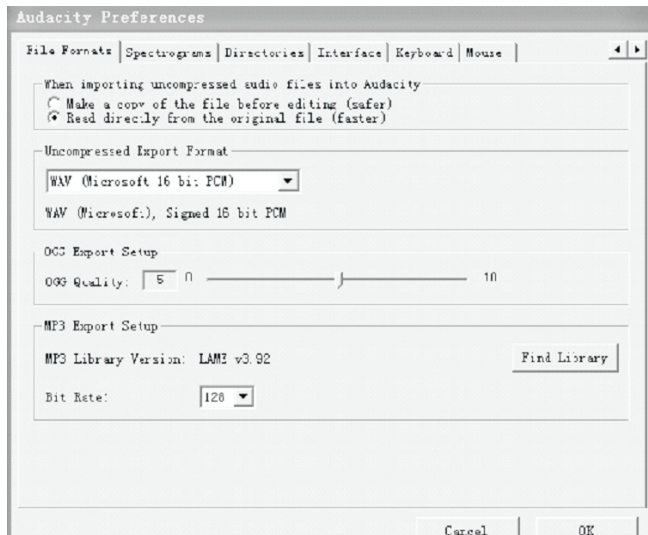 Audacity Preferences
File Formats Spectrograms Directories Interface Keyboard Mouse
When importing uncompressed audio files into Audacity
Make a copy of the file before editing (safer)
Read directly from the original file (faster)
Uncompressed Export Format
WAV (Microsoft 16 bit PCM)
WAV (Microsoft), Signed 16 bit PCM
OGG Export Setup
OGG Quality: 5 0 10
MP3 Export Setup
MP3 Library Version: LAME v3.92 Find Library
Bit Rate: 128
Cancel OK